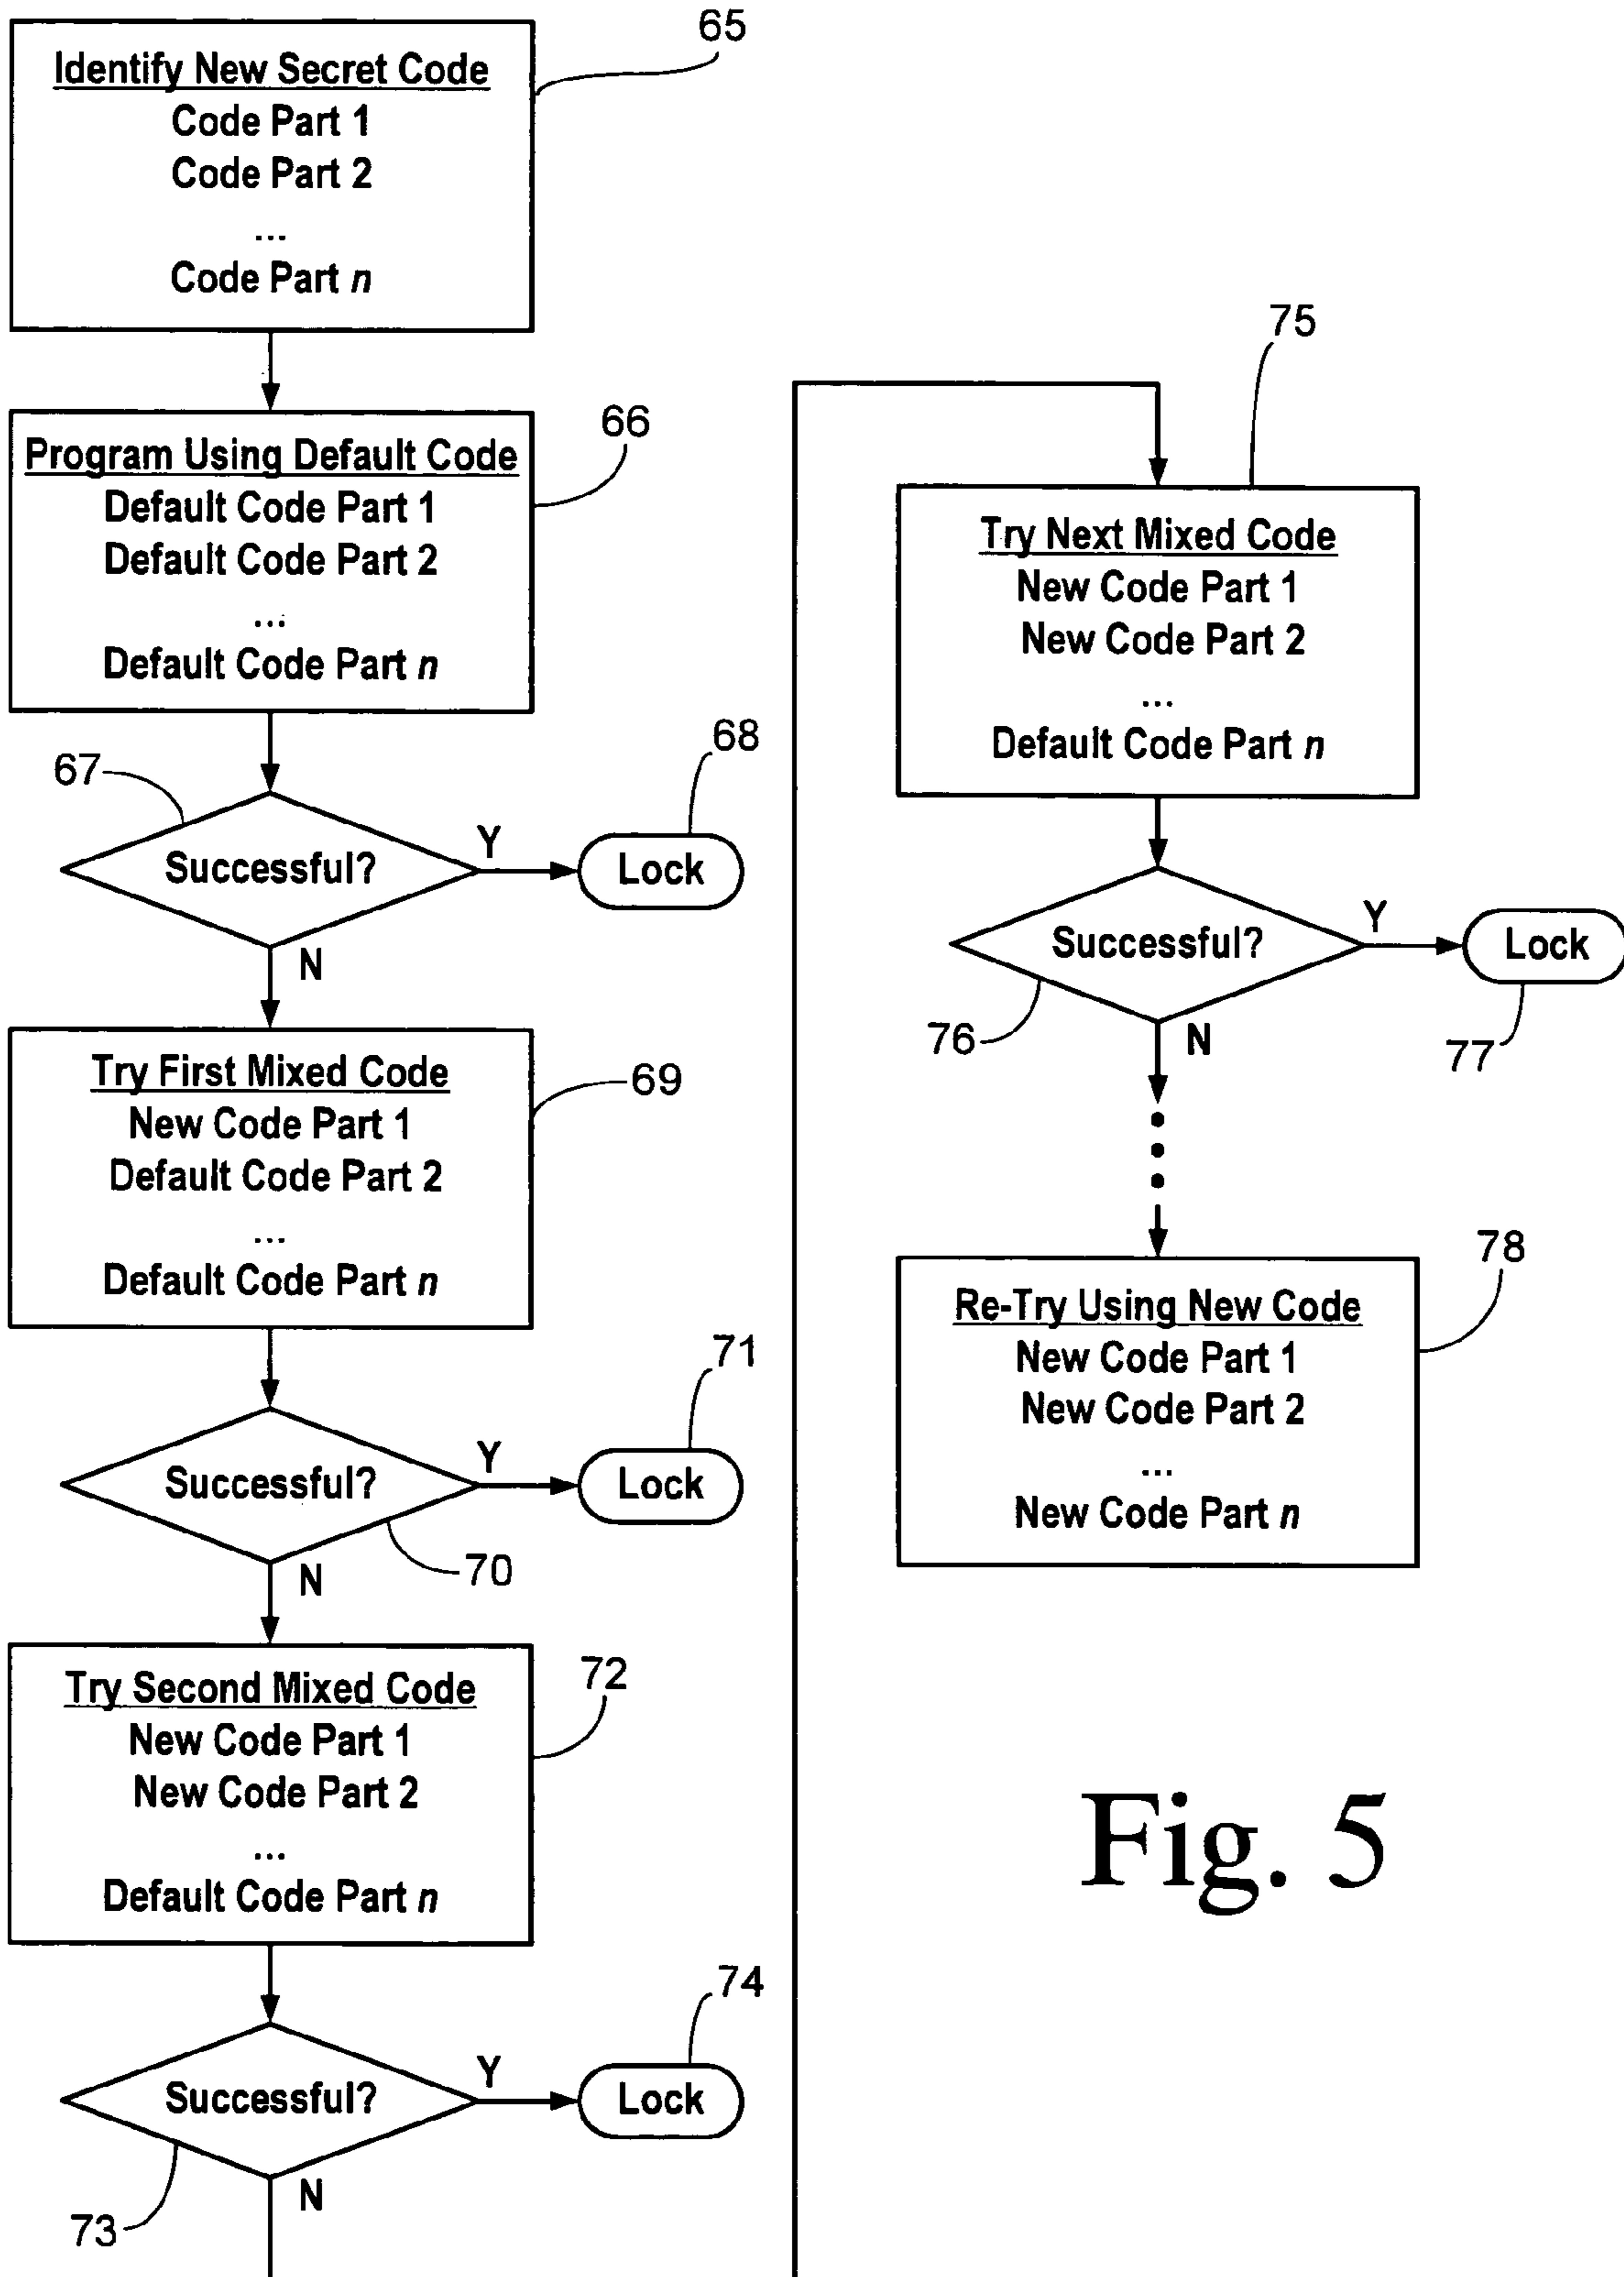 65
Identify New Secret Code
Code Part 1
Code Part 2
...
Code Part n
66
Program Using Default Code
Default Code Part 1
Default Code Part 2
...
Default Code Part n
67
Successful?
Y
68
Lock
N
69
Try First Mixed Code
New Code Part 1
Default Code Part 2
...
Default Code Part n
70
Successful?
Y
71
Lock
N
72
Try Second Mixed Code
New Code Part 1
New Code Part 2
...
Default Code Part n
73
Successful?
Y
74
Lock
N
75
Try Next Mixed Code
New Code Part 1
New Code Part 2
...
Default Code Part n
76
Successful?
Y
Lock
77
N
78
Re-Try Using New Code
New Code Part 1
New Code Part 2
...
New Code Part n
Fig. 5